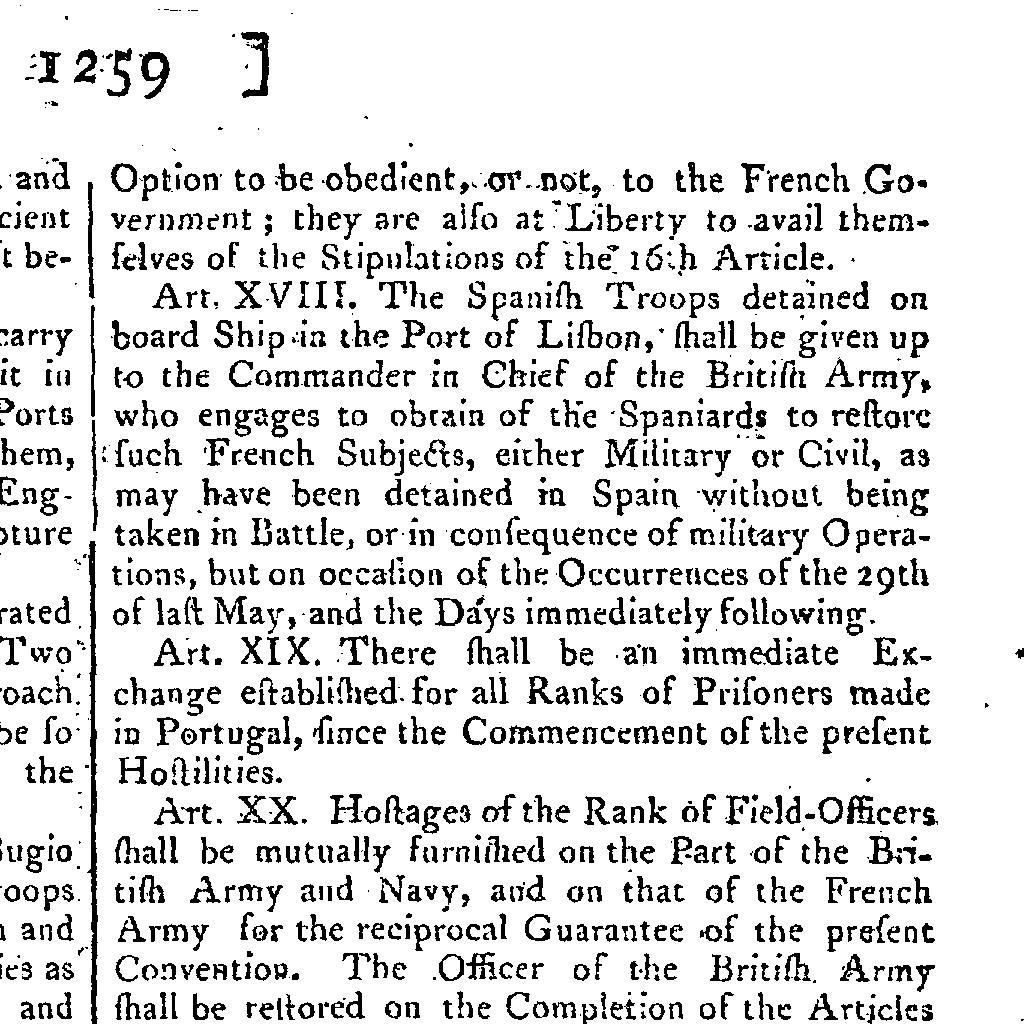 1259 ]
and
cient
t be-
carry
it in
Ports
hem,
Eng-
pture
rated
Two
roach
be ſo
the
Bugio
roops
and
ies as
and
Option to be obedient, or not, to the French Go-
vernment ; they are alſo at Liberty to avail them-
ſelves of the Stipulations of the 16th Article.
Art. XVIII. The Spaniſh Troops detained on
board Ship in the Port of Liſbon, ſhall be given up
to the Commander in Chief of the Britiſh Army,
who engages to obtain of the Spaniards to reſtore
ſuch French Subjects, either Military or Civil, as
may have been detained in Spain without being
taken in Battle, or in conſequence of military Opera-
tions, but on occaſion of the Occurrences of the 29th
of laſt May, and the Days immediately following.
Art. XIX. There ſhall be an immediate Ex-
change eſtabliſhed for all Ranks of Priſoners made
in Portugal, ſince the Commencement of the preſent
Hoſtilities.
Art. XX. Hoſtages of the Rank of Field-Officers
ſhall be mutually furniſhed on the Part of the Bri-
tiſh Army and Navy, and on that of the French
Army for the reciprocal Guarantee of the preſent
Convention. The Officer of the Britiſh Army
ſhall be reſtored on the Completion of the Articles